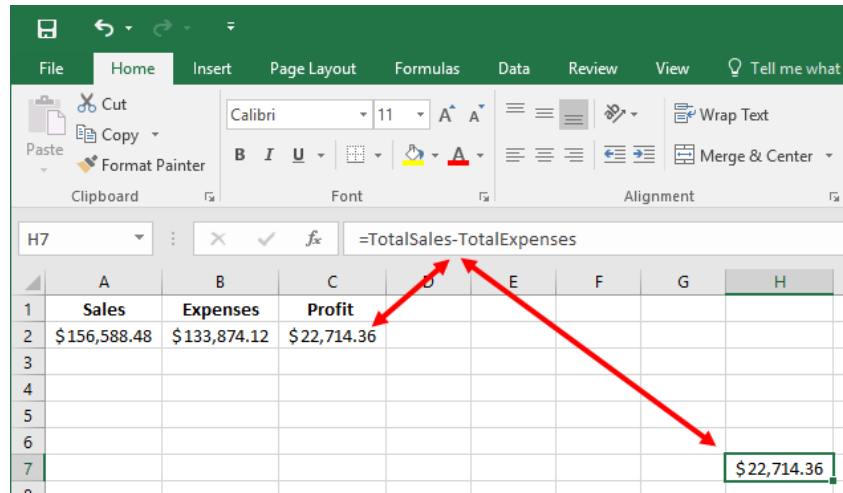 File Home Insert Page Layout Formulas Data Review View Tell me what
Cut
Calibri 11 A A Wrap Text
Copy
Paste
B I U A Merge & Center
Format Painter
Clipboard Font Alignment
H7 fx =TotalSales-TotalExpenses
A B C D E F G H
1 Sales Expenses Profit
2 $156,588.48 $133,874.12 $22,714.36
3
4
5
6
7 $22,714.36